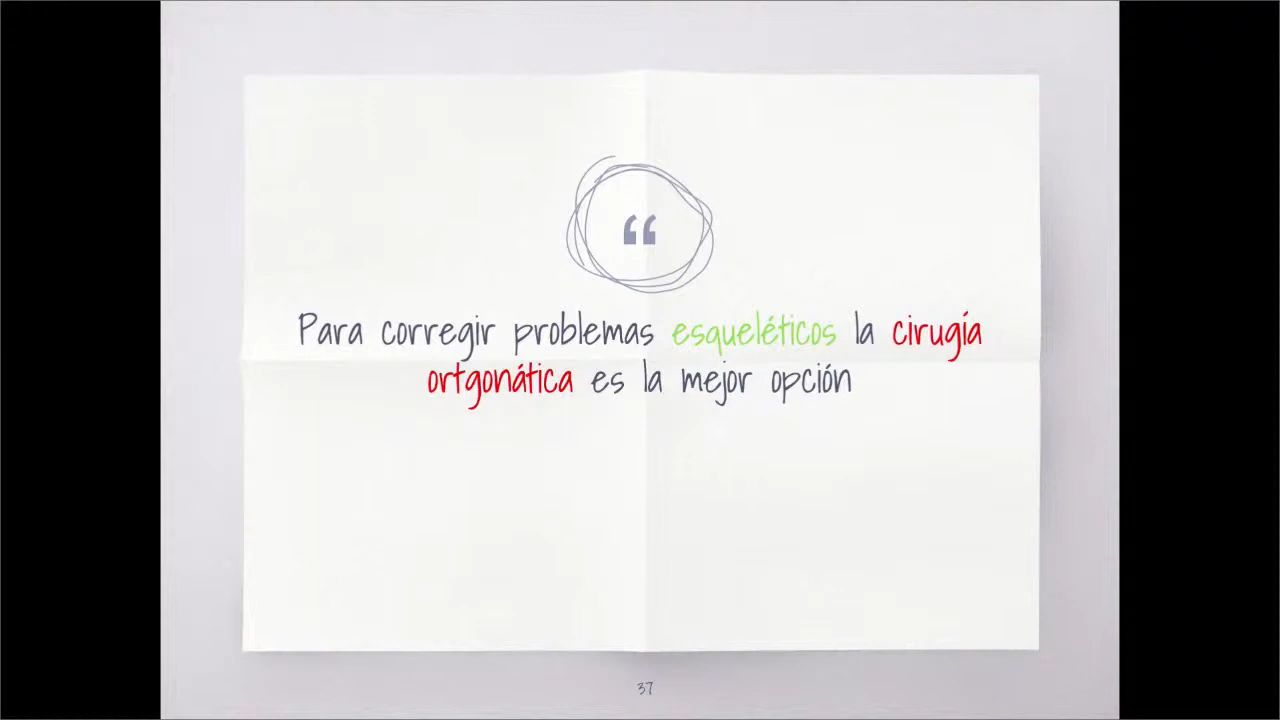 “
Para corregir problemas esqueléticos la cirugía
ortgonática es la mejor opción
37